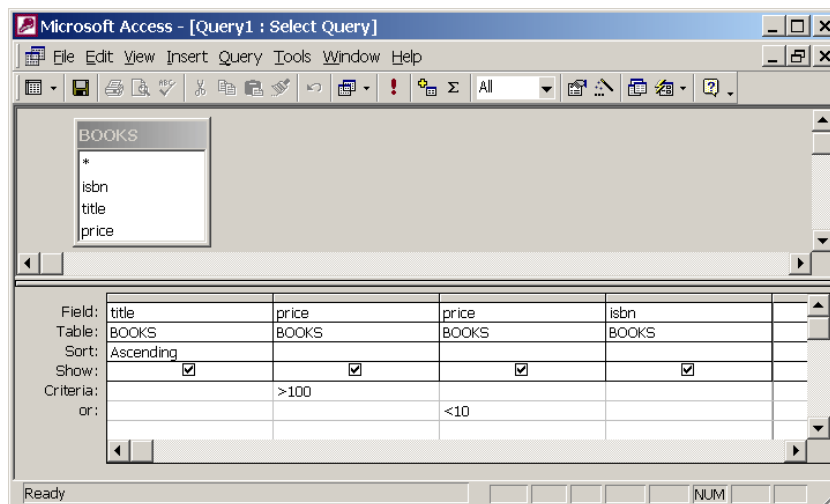 Microsoft Access - [Query1 : Select Query]
File Edit View Insert Query Tools Window Help
All
BOOKS
*
isbn
title
price
Field: title price price isbn
Table: BOOKS BOOKS BOOKS BOOKS
Sort: Ascending
Show:
Criteria: >100
or: <10
Ready NUM